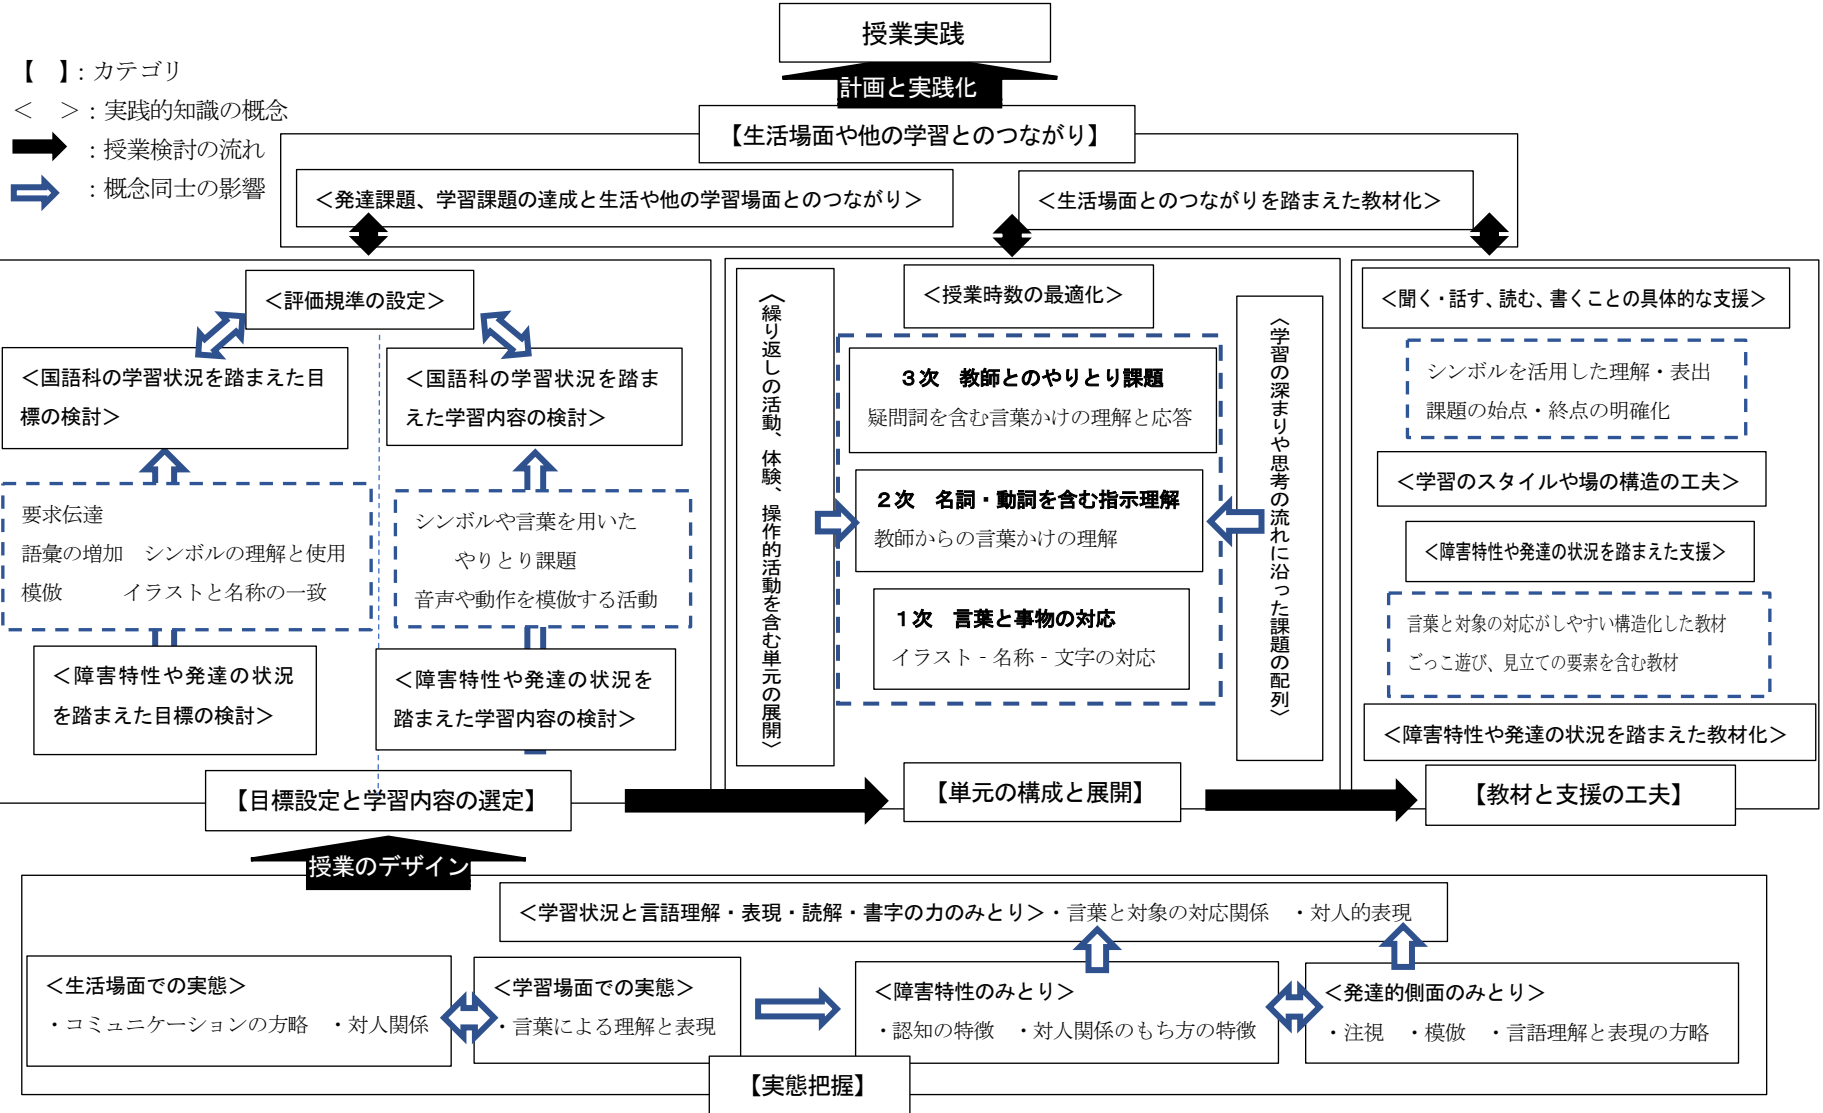 授業実践
計画と実践化
【　】：カテゴリ
＜　＞：実践的知識の概念
：授業検討の流れ
：概念同士の影響
【生活場面や他の学習とのつながり】
＜発達課題、学習課題の達成と生活や他の学習場面とのつながり＞
＜生活場面とのつながりを踏まえた教材化＞
＜評価規準の設定＞
＜国語科の学習状況を踏まえた目
標の検討＞
＜国語科の学習状況を踏ま
えた学習内容の検討＞
要求伝達
語彙の増加　シンボルの理解と使用
模倣　　　イラストと名称の一致
シンボルや言葉を用いた
やりとり課題
音声や動作を模倣する活動
＜障害特性や発達の状況
を踏まえた目標の検討＞
＜障害特性や発達の状況を
踏まえた学習内容の検討＞
【目標設定と学習内容の選定】
＜繰り返しの活動、体験、操作的活動を含む単元の展開＞
＜授業時数の最適化＞
３次　教師とのやりとり課題
疑問詞を含む言葉かけの理解と応答
２次　名詞・動詞を含む指示理解
教師からの言葉かけの理解
１次　言葉と事物の対応
イラスト‐名称‐文字の対応
＜学習の深まりや思考の流れに沿った課題の配列＞
【単元の構成と展開】
＜聞く・話す、読む、書くことの具体的な支援＞
シンボルを活用した理解・表出
課題の始点・終点の明確化
＜学習のスタイルや場の構造の工夫＞
＜障害特性や発達の状況を踏まえた支援＞
言葉と対象の対応がしやすい構造化した教材
ごっこ遊び、見立ての要素を含む教材
＜障害特性や発達の状況を踏まえた教材化＞
【教材と支援の工夫】
授業のデザイン
＜学習状況と言語理解・表現・読解・書字の力のみとり＞・言葉と対象の対応関係　・対人的表現
＜生活場面での実態＞
・コミュニケーションの方略　・対人関係
＜学習場面での実態＞
・言葉による理解と表現
＜障害特性のみとり＞
・認知の特徴　・対人関係のもち方の特徴
＜発達的側面のみとり＞
・注視　・模倣　・言語理解と表現の方略
【実態把握】